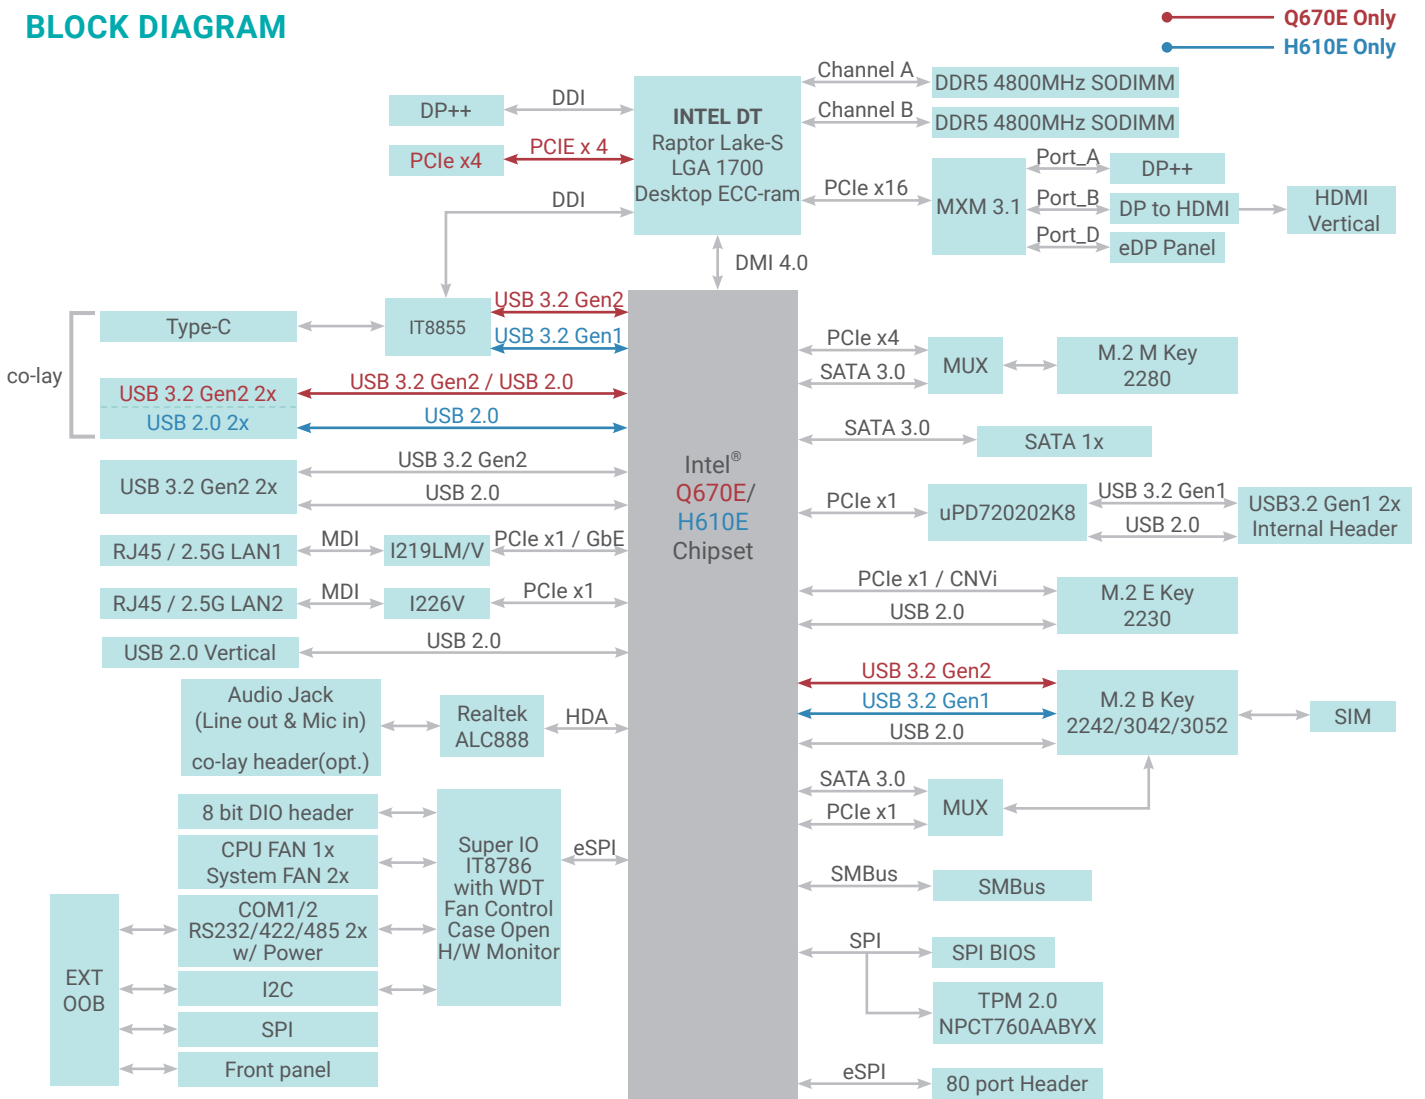 BLOCK DIAGRAM
Q670E Only
H610E Only
DP++
DDI
PCIe x4
PCIE x 4
DDI
INTEL DT
Raptor Lake-S
LGA 1700
Desktop ECC-ram
Channel A
DDR5 4800MHz SODIMM
Channel B
DDR5 4800MHz SODIMM
PCIe x16
MXM 3.1
Port_A
DP++
Port_B
DP to HDMI
HDMI
Vertical
Port_D
eDP Panel
DMI 4.0
co-lay
Type-C
IT8855
USB 3.2 Gen2
USB 3.2 Gen1
USB 3.2 Gen2 2x
USB 3.2 Gen2 / USB 2.0
USB 2.0 2x
USB 2.0
USB 3.2 Gen2 2x
USB 3.2 Gen2
USB 2.0
RJ45 / 2.5G LAN1
MDI
I219LM/V
PCIe x1 / GbE
RJ45 / 2.5G LAN2
MDI
I226V
PCIe x1
USB 2.0 Vertical
USB 2.0
Audio Jack
(Line out & Mic in)
co-lay header(opt.)
Realtek
ALC888
HDA
8 bit DIO header
CPU FAN 1x
System FAN 2x
COM1/2
RS232/422/485 2x
w/ Power
I2C
SPI
Front panel
EXT
OOB
Super IO
IT8786
with WDT
Fan Control
Case Open
H/W Monitor
eSPI
Intel®
Q670E/
H610E
Chipset
PCIe x4
SATA 3.0
MUX
M.2 M Key
2280
SATA 3.0
SATA 1x
PCIe x1
uPD720202K8
USB 3.2 Gen1
USB 2.0
USB3.2 Gen1 2x
Internal Header
PCIe x1 / CNVi
USB 2.0
M.2 E Key
2230
USB 3.2 Gen2
USB 3.2 Gen1
USB 2.0
M.2 B Key
2242/3042/3052
SIM
SATA 3.0
PCIe x1
MUX
SMBus
SMBus
SPI
SPI BIOS
TPM 2.0
NPCT760AABYX
eSPI
80 port Header